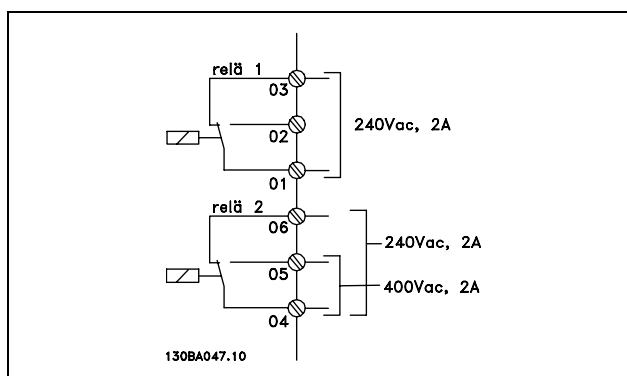 relä 1
03
240Vac, 2A
02
01
relä 2
06
240Vac, 2A
05
400Vac, 2A
04
130BA047.10